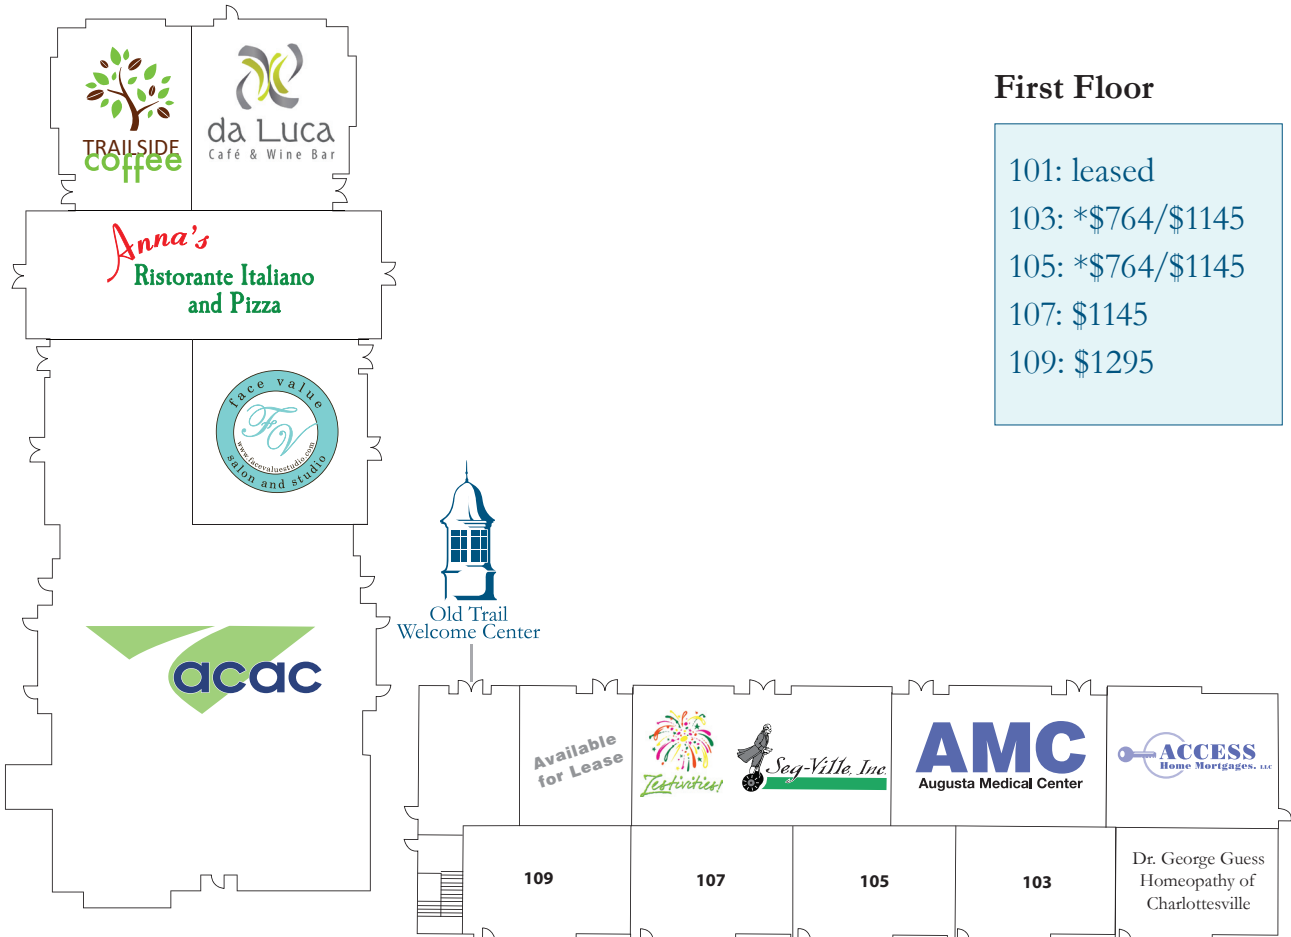 TRAILSIDE
coffee
da Luca
Café & Wine Bar
Anna's
Ristorante Italiano
and Pizza
face value
FV
www.facevaluestudio.com
salon and studio
acac
Old Trail
Welcome Center
First Floor
101: leased
103: *$764/$1145
105: *$764/$1145
107: $1145
109: $1295
Available
for Lease
Zestivities!
Seg-Ville, Inc.
AMC
Augusta Medical Center
ACCESS
Home Mortgages, LLC
109
107
105
103
Dr. George Guess
Homeopathy of
Charlottesville